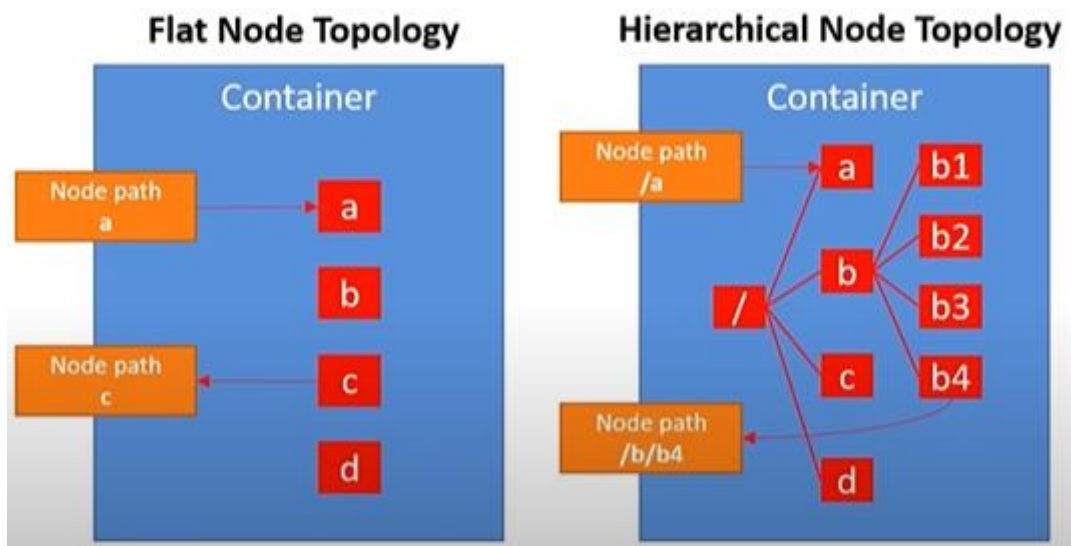 Flat Node Topology
Container
Node path
a
a
b
Node path
c
c
d
Hierarchical Node Topology
Container
Node path
/a
a
b1
b2
b
b3
/
c
b4
Node path
/b/b4
d